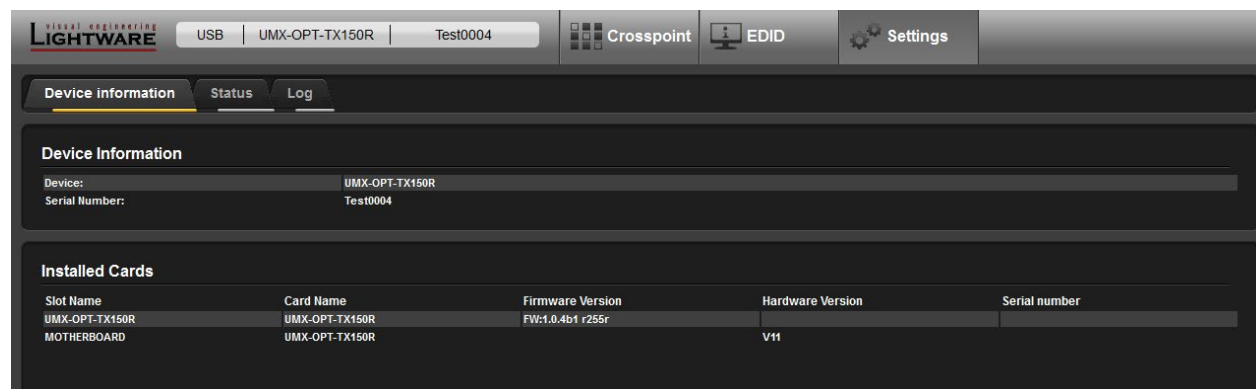 visual engineering
LIGHTWARE
USB UMX-OPT-TX150R Test0004
Crosspoint EDID Settings
Device information Status Log
Device Information
Device: UMX-OPT-TX150R
Serial Number: Test0004
Installed Cards
Slot Name Card Name Firmware Version Hardware Version Serial number
UMX-OPT-TX150R UMX-OPT-TX150R FW:1.0.4b1 r255r
MOTHERBOARD UMX-OPT-TX150R V11